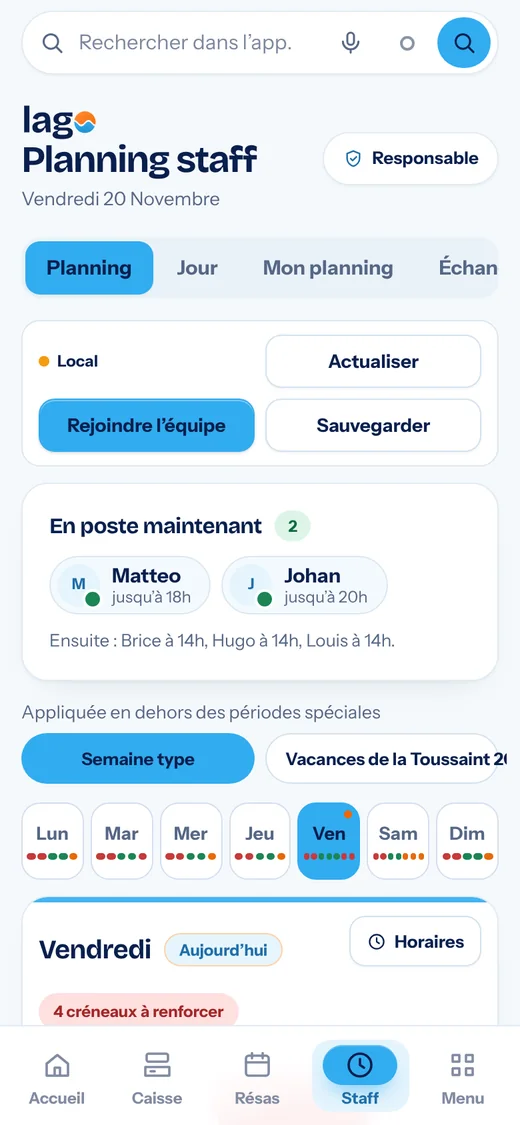 Rechercher dans l'app.
lago
Planning staff
Responsable
Vendredi 20 Novembre
Planning Jour Mon planning Échan
Local Actualiser
Rejoindre l'équipe Sauvegarder
En poste maintenant 2
M Matteo J Johan
jusqu'à 18h jusqu'à 20h
Ensuite : Brice à 14h, Hugo à 14h, Louis à 14h.
Appliquée en dehors des périodes spéciales
Semaine type Vacances de la Toussaint 2
Lun Mar Mer Jeu Ven Sam Dim
Vendredi Aujourd'hui Horaires
4 créneaux à renforcer
Accueil Caisse Résas Staff Menu